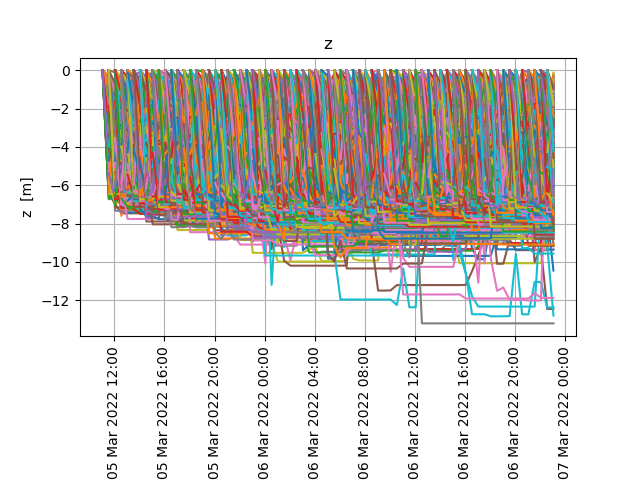 z
0
−2
−4
−6
−8
−10
−12
z [m]
05 Mar 2022 12:00
05 Mar 2022 16:00
05 Mar 2022 20:00
06 Mar 2022 00:00
06 Mar 2022 04:00
06 Mar 2022 08:00
06 Mar 2022 12:00
06 Mar 2022 16:00
06 Mar 2022 20:00
07 Mar 2022 00:00